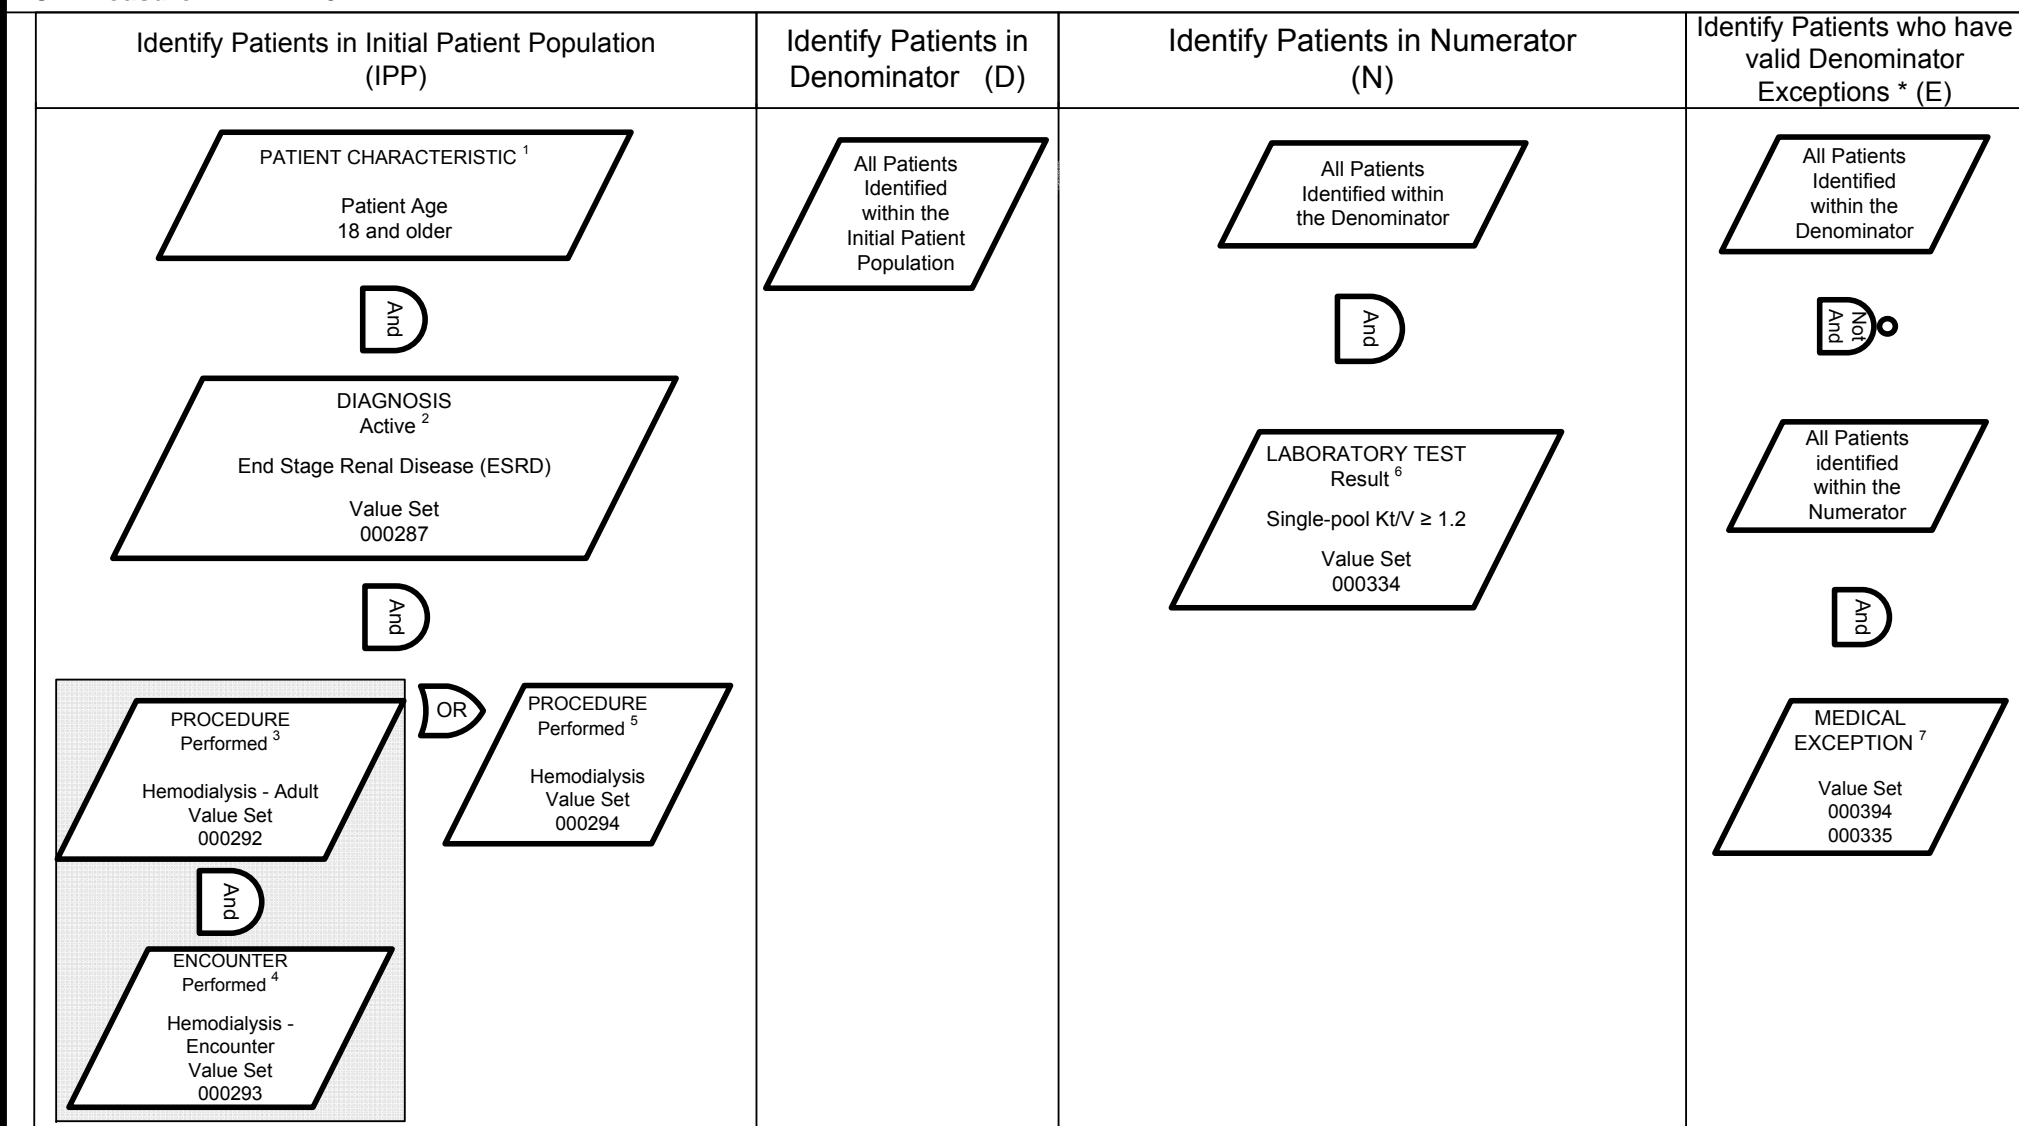 Identify Patients in Initial Patient Population
(IPP)
Identify Patients in
Denominator (D)
Identify Patients in Numerator
(N)
Identify Patients who have
valid Denominator
Exceptions * (E)
PATIENT CHARACTERISTIC 1
Patient Age
18 and older
And
DIAGNOSIS
Active 2
End Stage Renal Disease (ESRD)
Value Set
000287
And
PROCEDURE
Performed 3
Hemodialysis - Adult
Value Set
000292
OR
PROCEDURE
Performed 5
Hemodialysis
Value Set
000294
And
ENCOUNTER
Performed 4
Hemodialysis -
Encounter
Value Set
000293
All Patients
Identified
within the
Initial Patient
Population
All Patients
Identified within
the Denominator
And
LABORATORY TEST
Result 6
Single-pool Kt/V ≥ 1.2
Value Set
000334
All Patients
Identified
within the
Denominator
Not
And
All Patients
identified
within the
Numerator
And
MEDICAL
EXCEPTION 7
Value Set
000394
000335